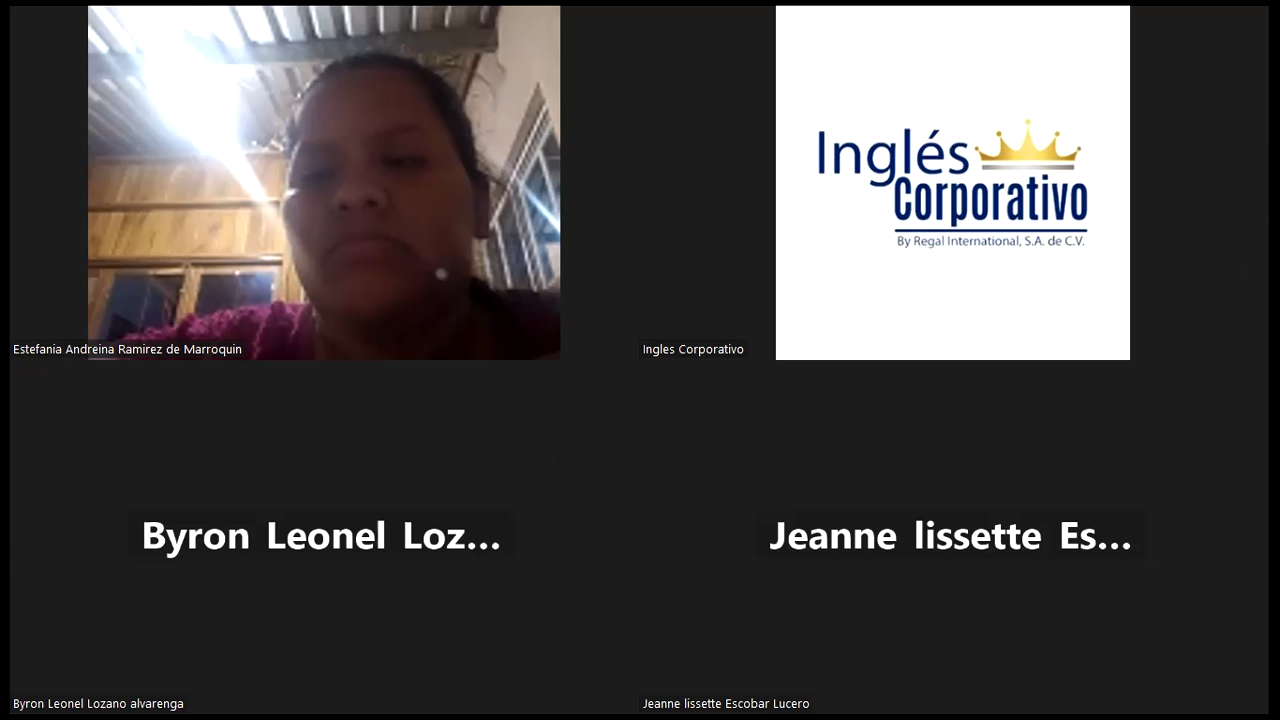 Inglés
Corporativo
By Regal International, S.A. de C.V.
Estefania Andreina Ramirez de Marroquin
Ingles Corporativo
Byron Leonel Loz...
Jeanne lissette Es...
Byron Leonel Lozano alvarenga
Jeanne lissette Escobar Lucero